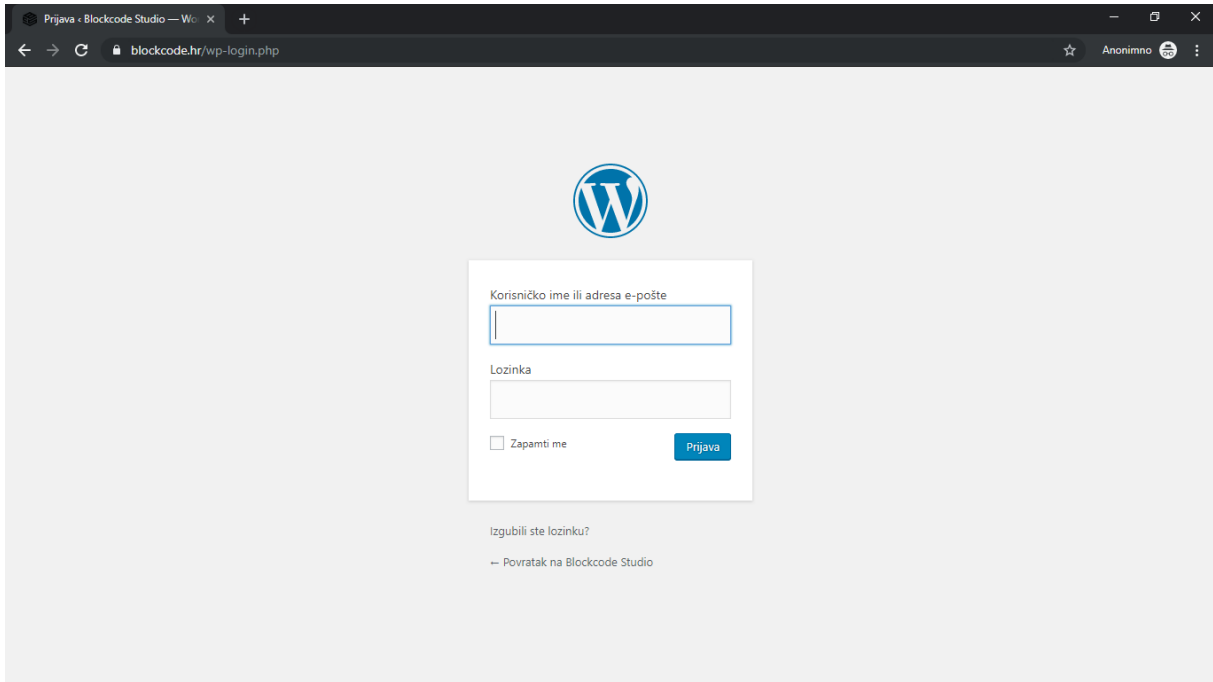 Prijava ‹ Blockcode Studio — Wo
blockcode.hr/wp-login.php
Anonimno
Korisničko ime ili adresa e-pošte
Lozinka
Zapamti me
Prijava
Izgubili ste lozinku?
← Povratak na Blockcode Studio